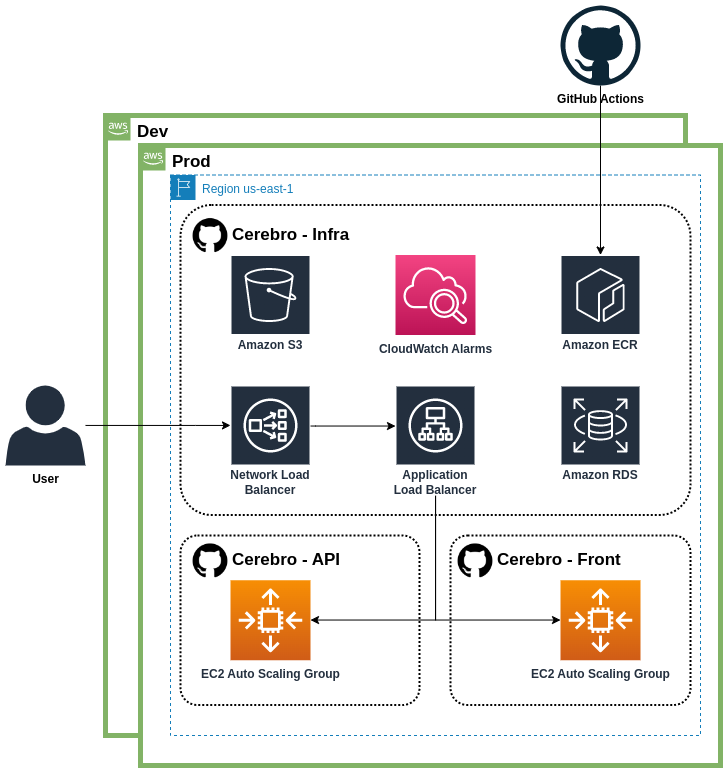 GitHub Actions
aws
Dev
aws
Prod
Region us-east-1
Cerebro - Infra
Amazon S3
CloudWatch Alarms
Amazon ECR
User
Network Load
Balancer
Application
Load Balancer
Amazon RDS
Cerebro - API
Cerebro - Front
EC2 Auto Scaling Group
EC2 Auto Scaling Group